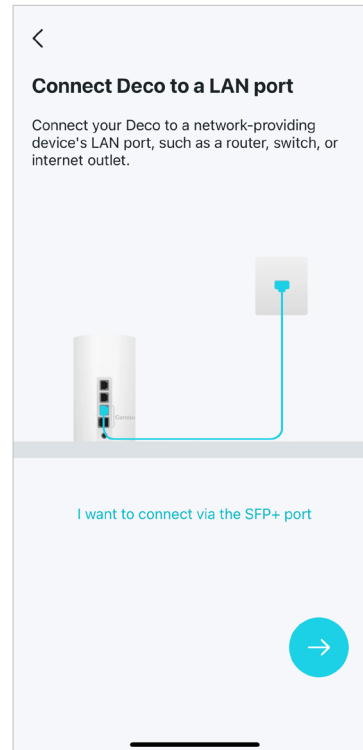 Connect Deco to a LAN port
Connect your Deco to a network-providing
device's LAN port, such as a router, switch, or
internet outlet.
I want to connect via the SFP+ port